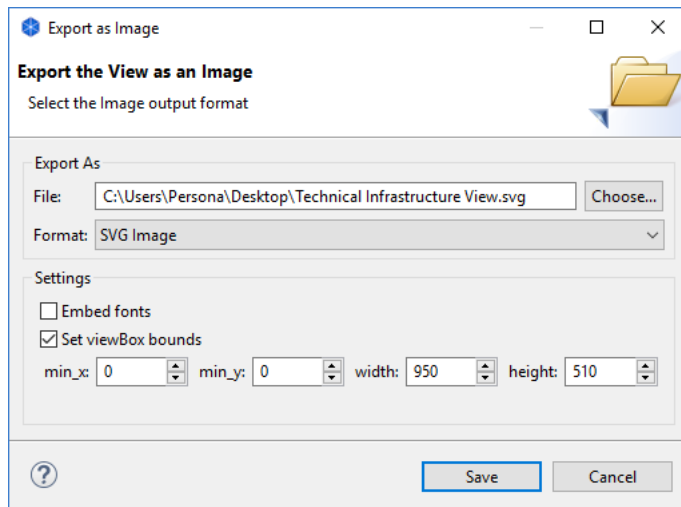 Export as Image
Export the View as an Image
Select the Image output format
Export As
File: C:\Users\Persona\Desktop\Technical Infrastructure View.svg Choose...
Format: SVG Image
Settings
Embed fonts
Set viewBox bounds
min_x: 0 min_y: 0 width: 950 height: 510
? Save Cancel